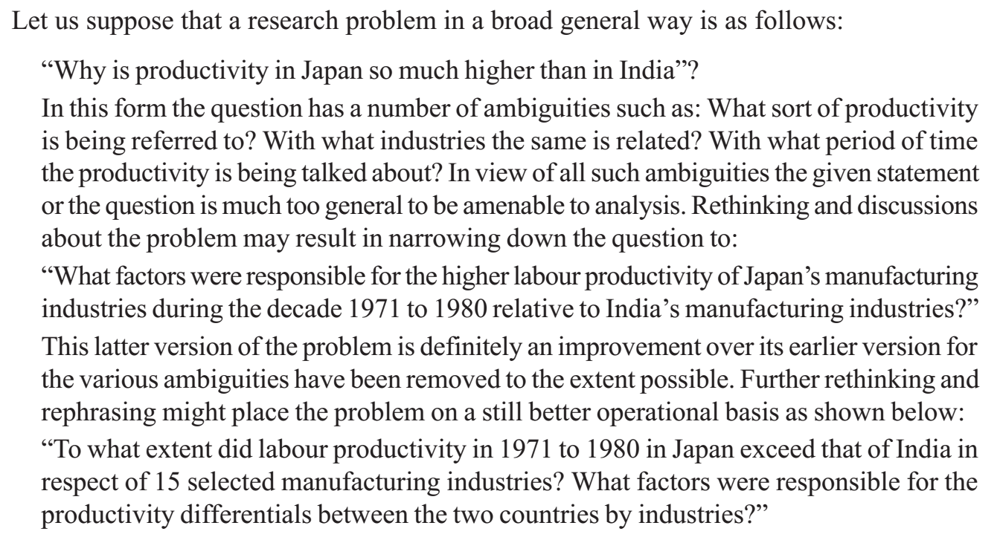 Let us suppose that a research problem in a broad general way is as follows:
“Why is productivity in Japan so much higher than in India”?
In this form the question has a number of ambiguities such as: What sort of productivity
is being referred to? With what industries the same is related? With what period of time
the productivity is being talked about? In view of all such ambiguities the given statement
or the question is much too general to be amenable to analysis. Rethinking and discussions
about the problem may result in narrowing down the question to:
“What factors were responsible for the higher labour productivity of Japan’s manufacturing
industries during the decade 1971 to 1980 relative to India’s manufacturing industries?”
This latter version of the problem is definitely an improvement over its earlier version for
the various ambiguities have been removed to the extent possible. Further rethinking and
rephrasing might place the problem on a still better operational basis as shown below:
“To what extent did labour productivity in 1971 to 1980 in Japan exceed that of India in
respect of 15 selected manufacturing industries? What factors were responsible for the
productivity differentials between the two countries by industries?”